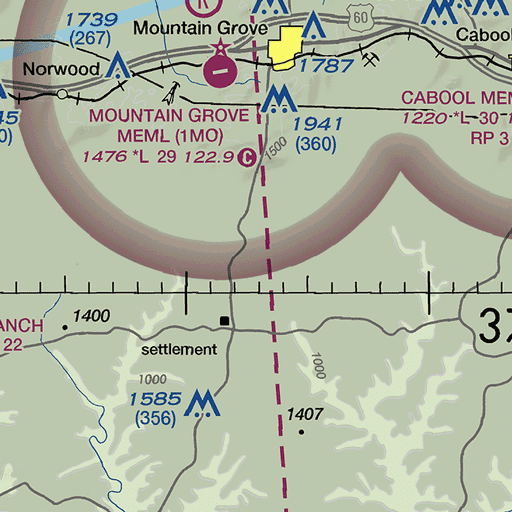 R
1739
(267)
60
Mountain Grove
Cabool
Norwood
1787
45
0)
MOUNTAIN GROVE
MEML (1MO)
1476 *L 29 122.9 C
1941
(360)
CABOOL MEM
1220 *L 30 1
RP 3
1500
1400
ANCH
22
settlement
37
1000
1000
1585
(356)
1407